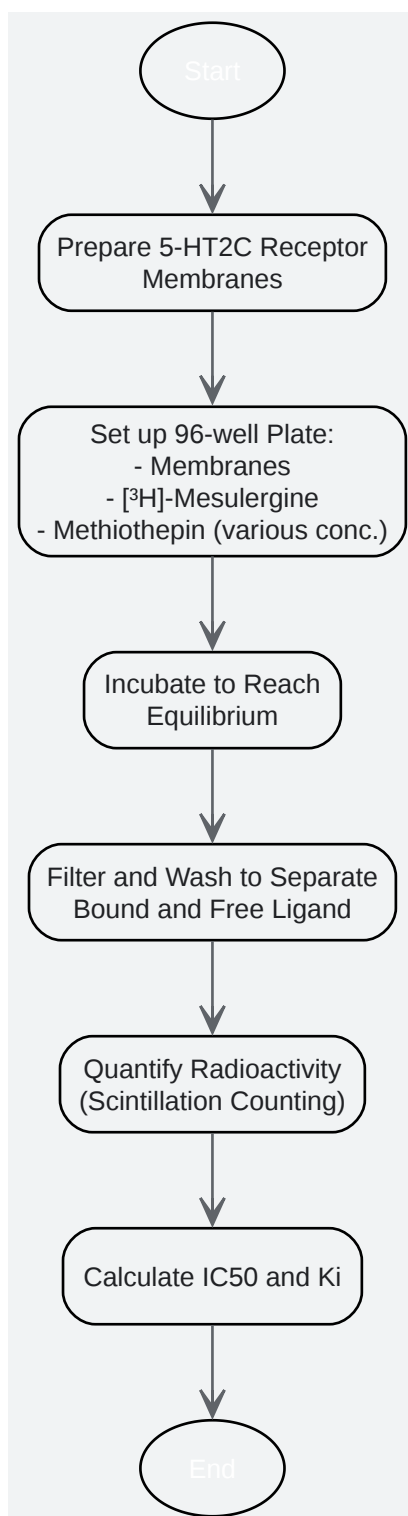 Start
Prepare 5-HT2C Receptor
Membranes
Set up 96-well Plate:
- Membranes
- [³H]-Mesulergine
- Methiothepin (various conc.)
Incubate to Reach
Equilibrium
Filter and Wash to Separate
Bound and Free Ligand
Quantify Radioactivity
(Scintillation Counting)
Calculate IC50 and Ki
End